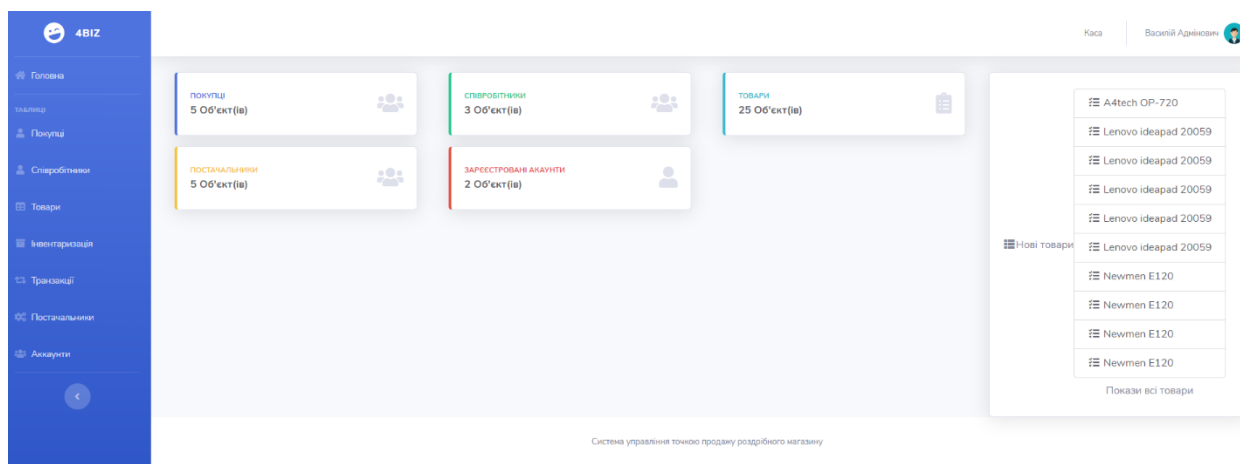 4BIZ
Каса
Василій Адмінович
Головна
ТАБЛИЦІ
Покупці
Співробітники
Товари
Інвентаризація
Транзакції
Постачальники
Аккаунти
ПОКУПЦІ
5 Об'єкт(ів)
СПІВРОБІТНИКИ
3 Об'єкт(ів)
ТОВАРИ
25 Об'єкт(ів)
ПОСТАЧАЛЬНИКИ
5 Об'єкт(ів)
ЗАРЕЄСТРОВАНІ АКАУНТИ
2 Об'єкт(ів)
Нові товари
A4tech OP-720
Lenovo ideapad 20059
Lenovo ideapad 20059
Lenovo ideapad 20059
Lenovo ideapad 20059
Lenovo ideapad 20059
Newmen E120
Newmen E120
Newmen E120
Newmen E120
Покази всі товари
Система управління точкою продажу роздрібного магазину